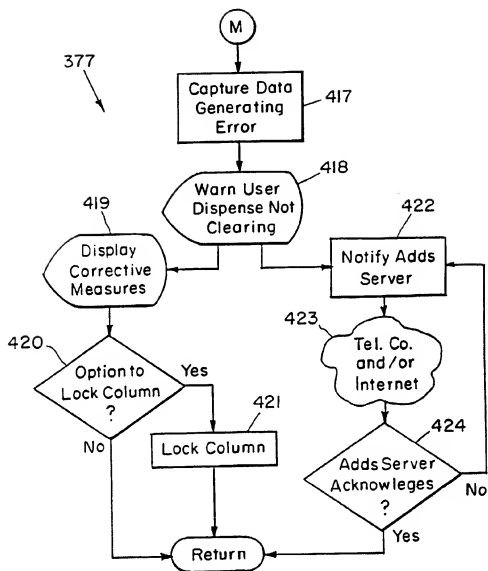 M
377
Capture Data
Generating
Error
417
Warn User
Dispense Not
Clearing
418
419
Display
Corrective
Measures
422
Notify Adds
Server
423
Tel. Co.
and/or
Internet
420
Option to
Lock Column
?
Yes
No
421
Lock Column
424
Adds Server
Acknowleges
?
No
Yes
Return